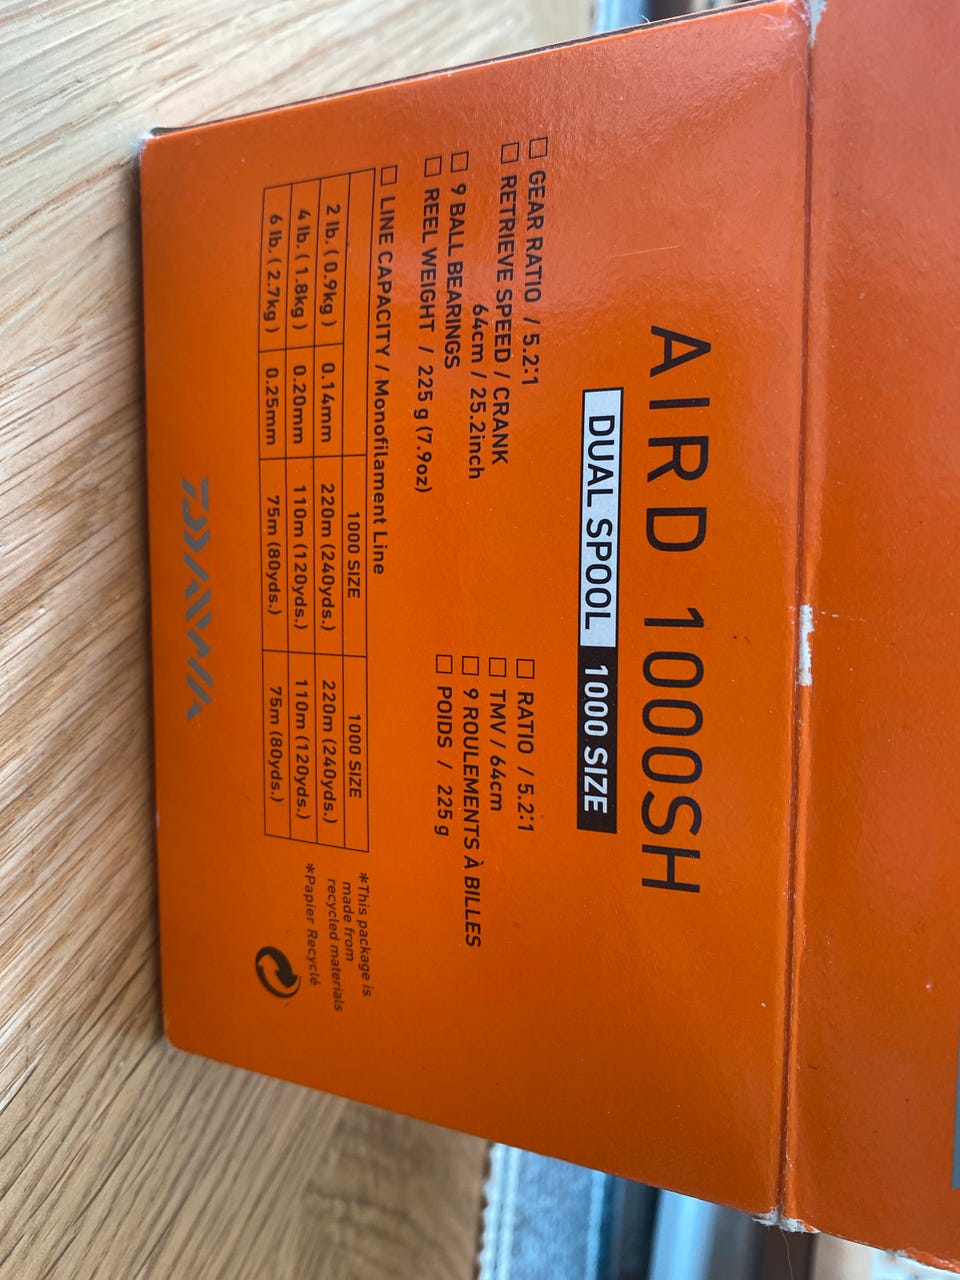 AIRD 1000SH
DUAL SPOOL 1000 SIZE
☐ GEAR RATIO / 5.2:1
☐ RETRIEVE SPEED / CRANK
64cm / 25.2inch
☐ 9 BALL BEARINGS
☐ REEL WEIGHT / 225 g (7.9oz)
☐ RATIO / 5.2:1
☐ TMV / 64cm
☐ 9 ROULEMENTS À BILLES
☐ POIDS / 225 g
☐ LINE CAPACITY / Monofilament Line
1000 SIZE 1000 SIZE
2 lb. ( 0.9kg ) 0.14mm 220m (240yds.) 220m (240yds.)
4 lb. ( 1.8kg ) 0.20mm 110m (120yds.) 110m (120yds.)
6 lb. ( 2.7kg ) 0.25mm 75m (80yds.) 75m (80yds.)
*This package is
made from
recycled materials
*Papier Recyclé
DAIWA